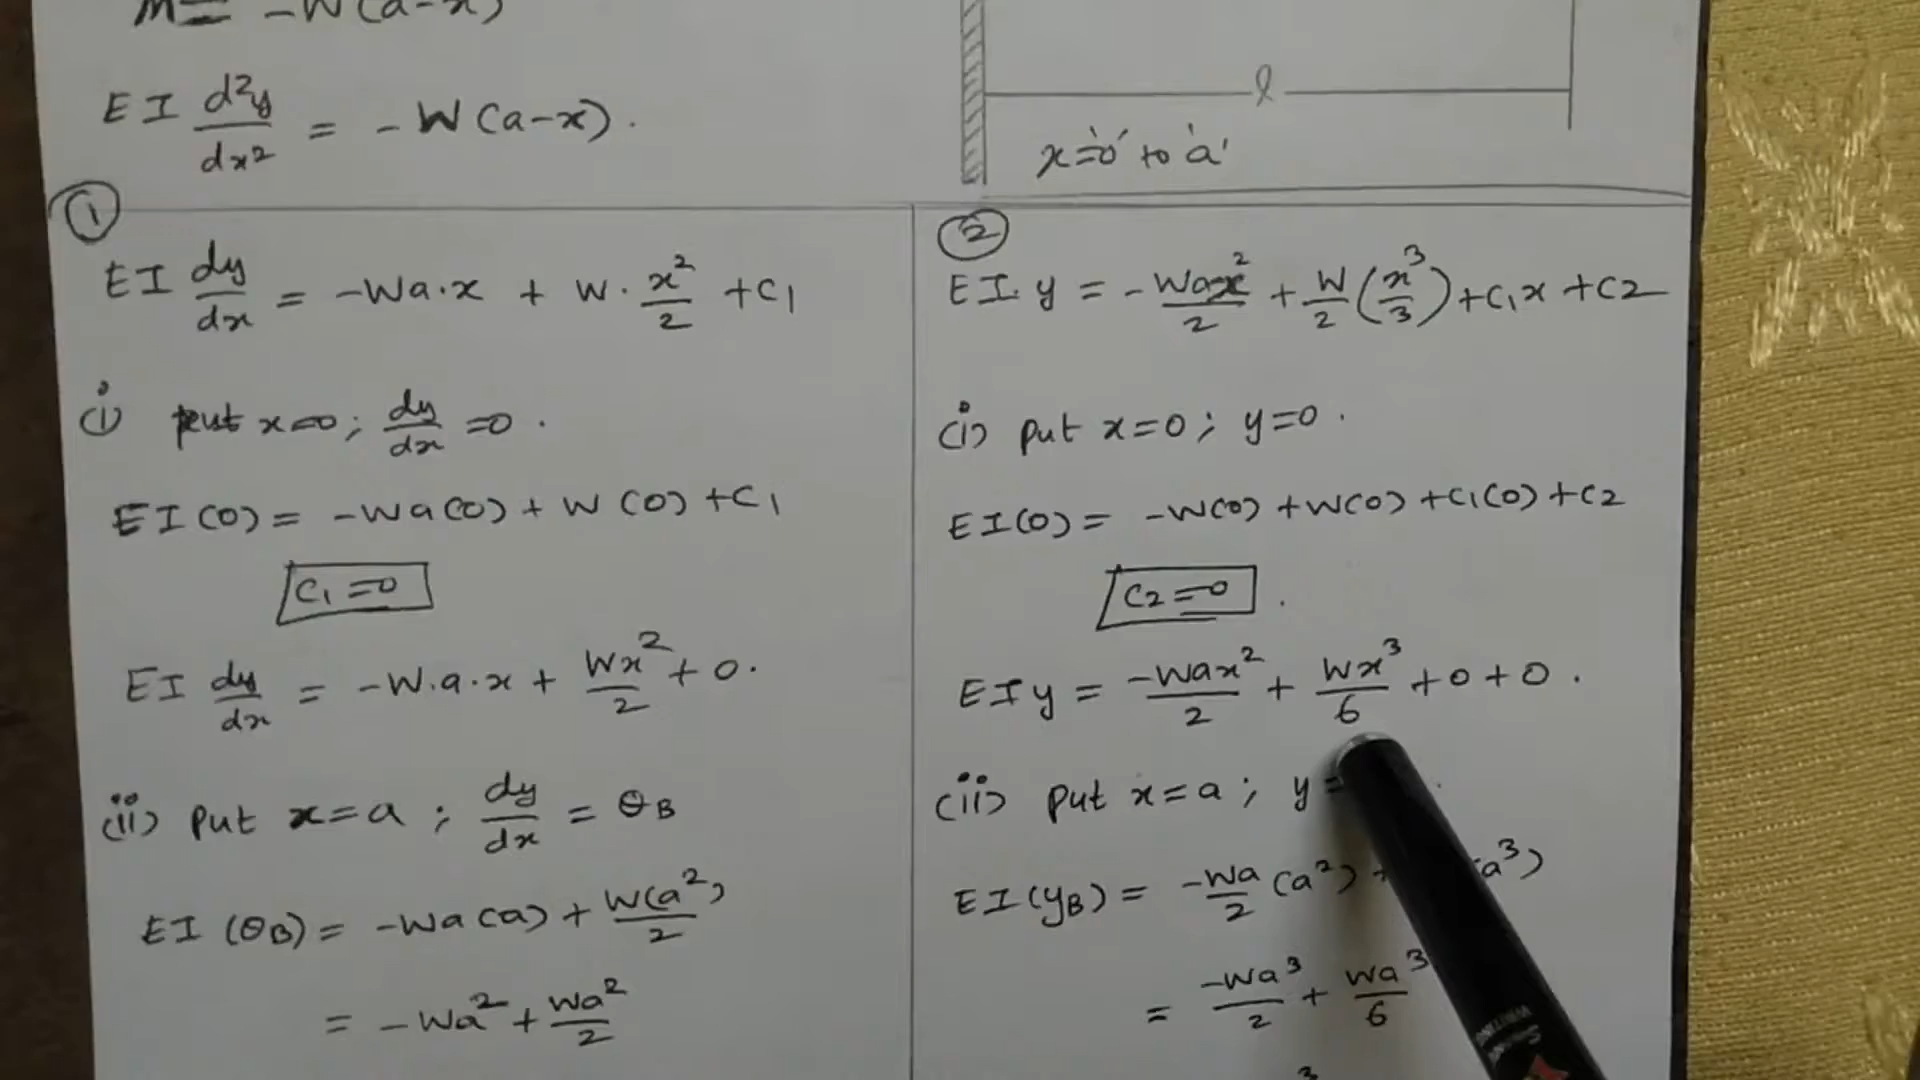 M = -W(a-x)
EI d²y/dx² = -W(a-x).
l
x='0' to 'a'
①
EI dy/dx = -Wa·x + W·x²/2 + C₁
(i) put x=0; dy/dx =0.
EI(0) = -Wa(0) + W(0) + C₁
C₁ =0
EI dy/dx = -W.a.x + Wx²/2 + 0.
(ii) Put x=a; dy/dx = θB
EI(θB) = -Wa(a) + W(a²)/2
= -Wa² + Wa²/2
②
EI.y = -Wax²/2 + W/2(x³/3) + C₁x + C2
(i) Put x=0; y=0.
EI(0) = -W(0) + W(0) + C₁(0) + C2
C2 =0.
EIy = -Wax²/2 + Wx³/6 + 0 + 0.
(ii) Put x=a; y=
EI(yB) = -Wa/2 (a²) + (a³)
= -Wa³/2 + Wa³/6
3